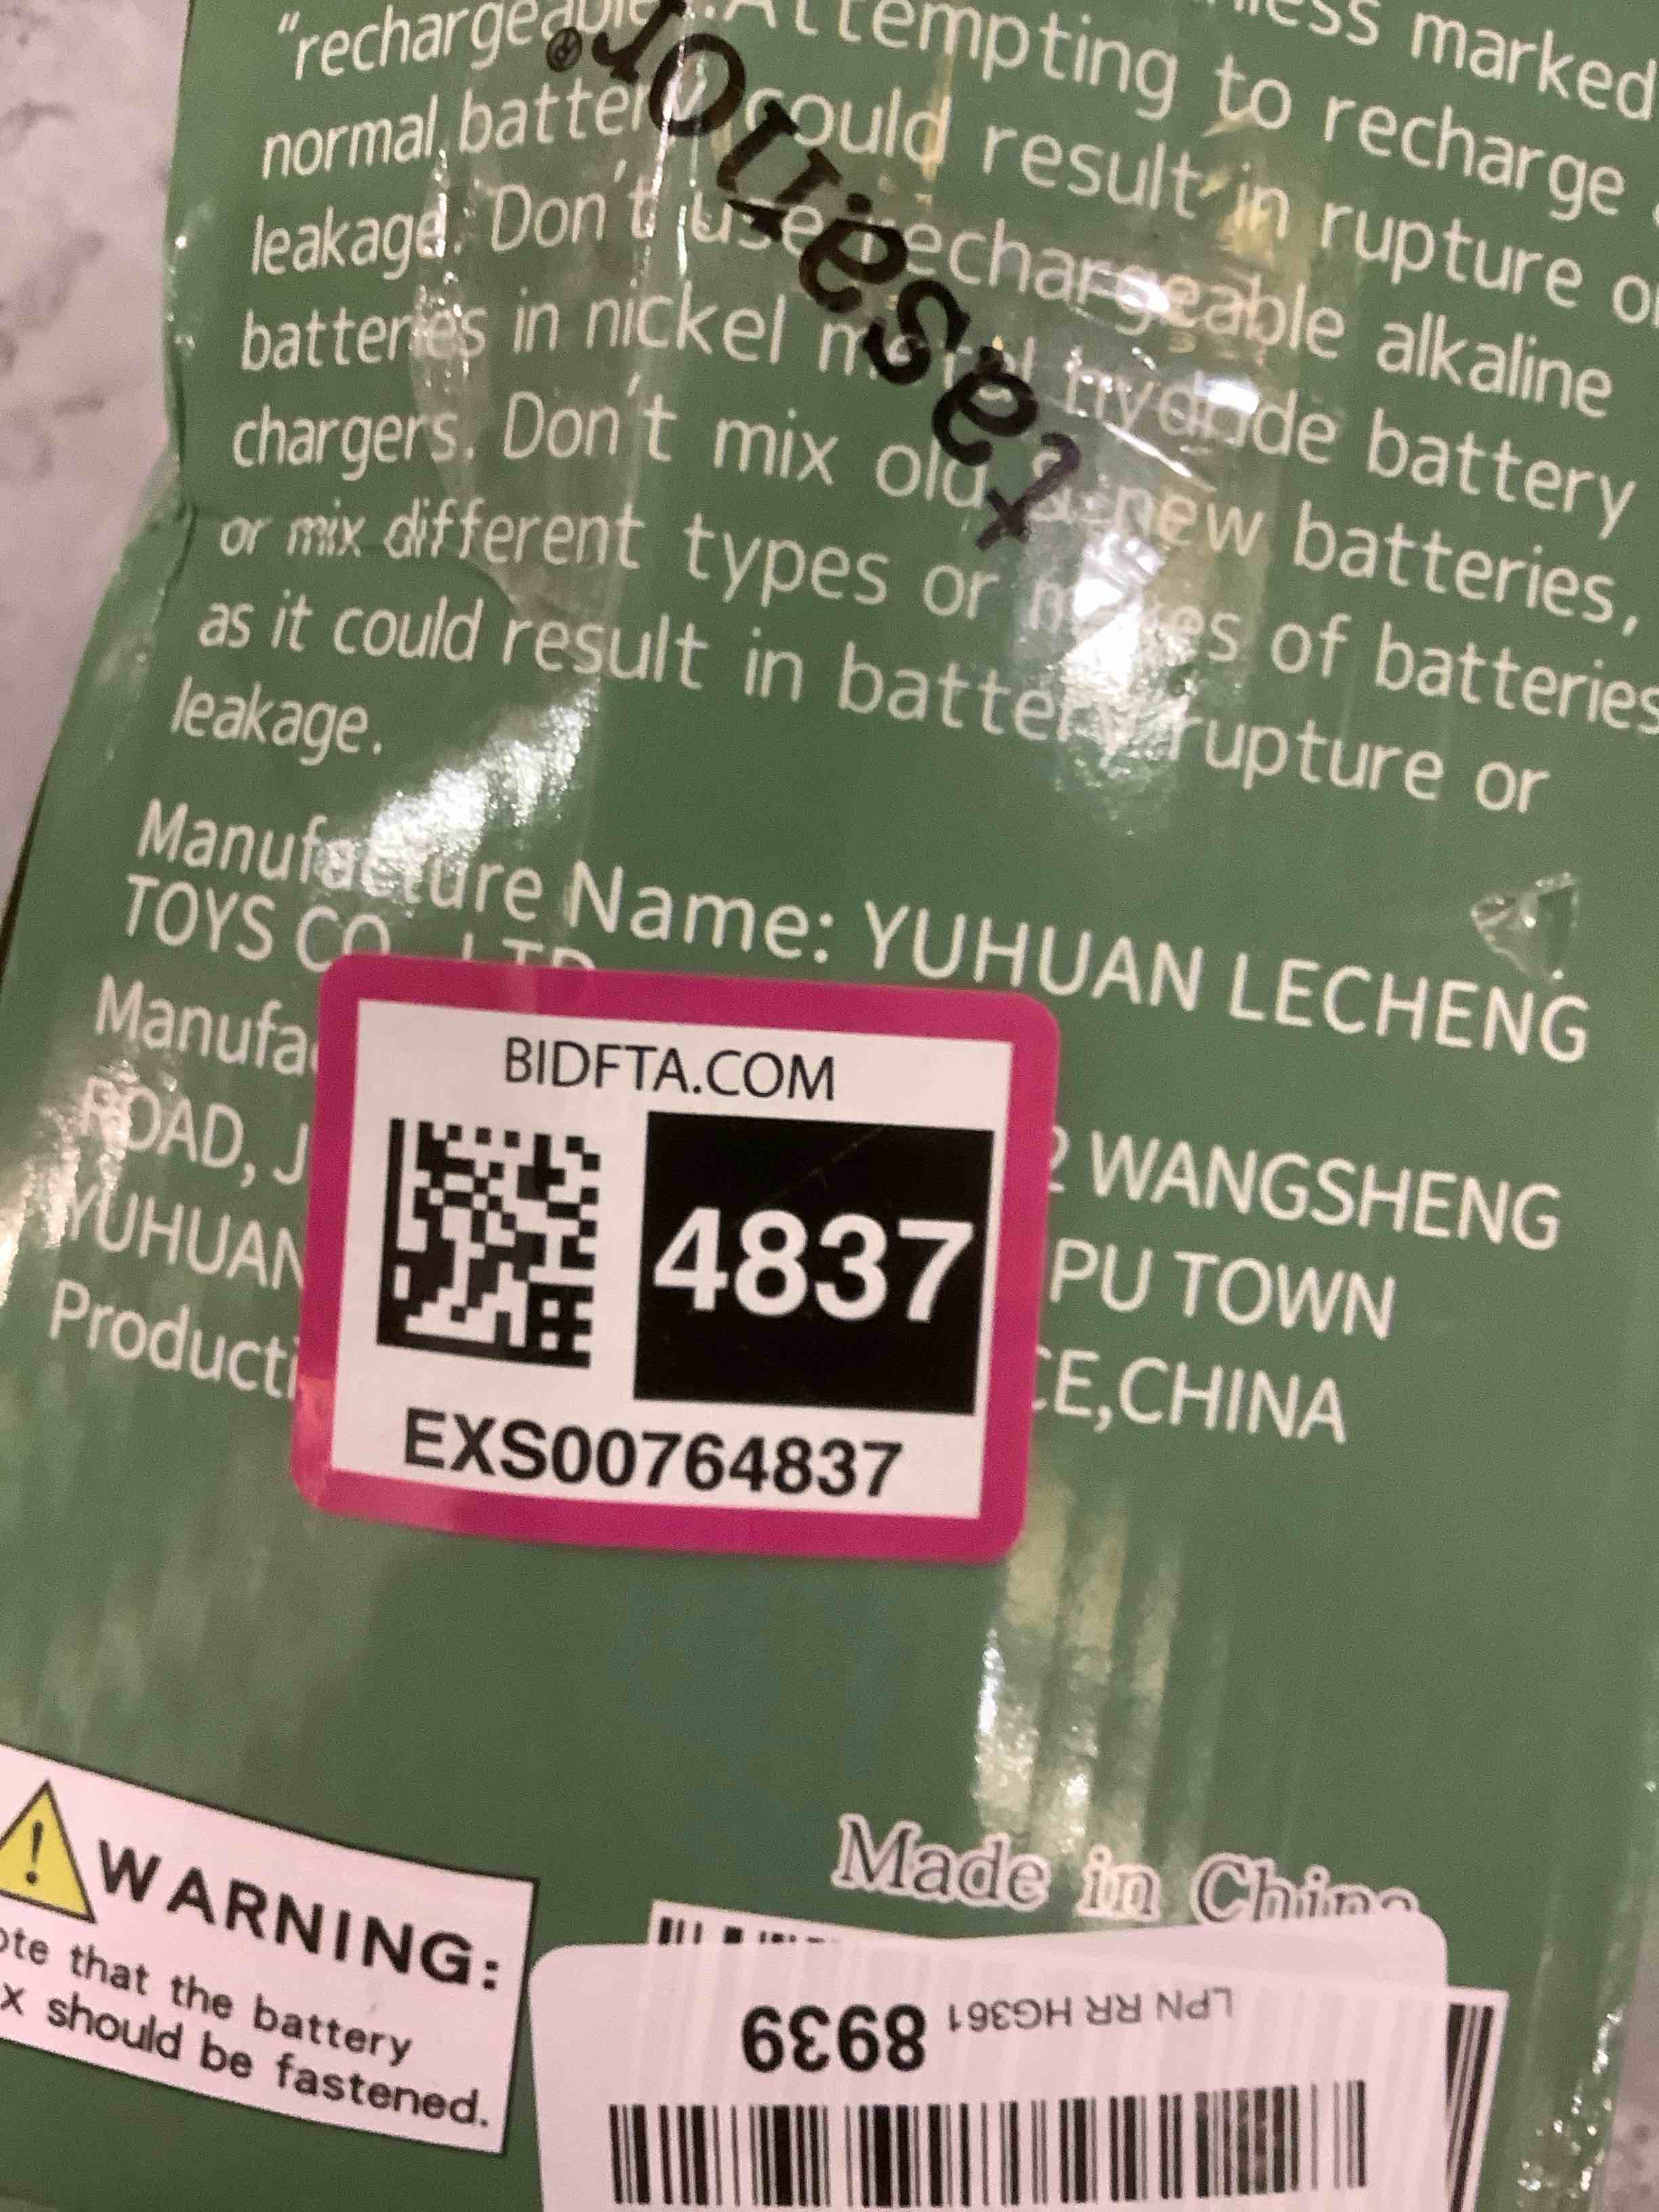 less marked
"rechargeable". Attempting to recharge
normal battery could result in rupture or
leakage. Don't use rechargeable alkaline
batteries in nickel metal hydride battery
chargers. Don't mix old & new batteries,
or mix different types or makes of batteries
as it could result in battery rupture or
leakage.
Manufacture Name: YUHUAN LECHENG
TOYS CO., LTD
Manufa
2 WANGSHENG
ROAD, J
PU TOWN
YUHUAN
CE,CHINA
Producti
BIDFTA.COM
4837
EXS00764837
Made in China
WARNING:
ote that the battery
x should be fastened.
LPN RR HG361 8939